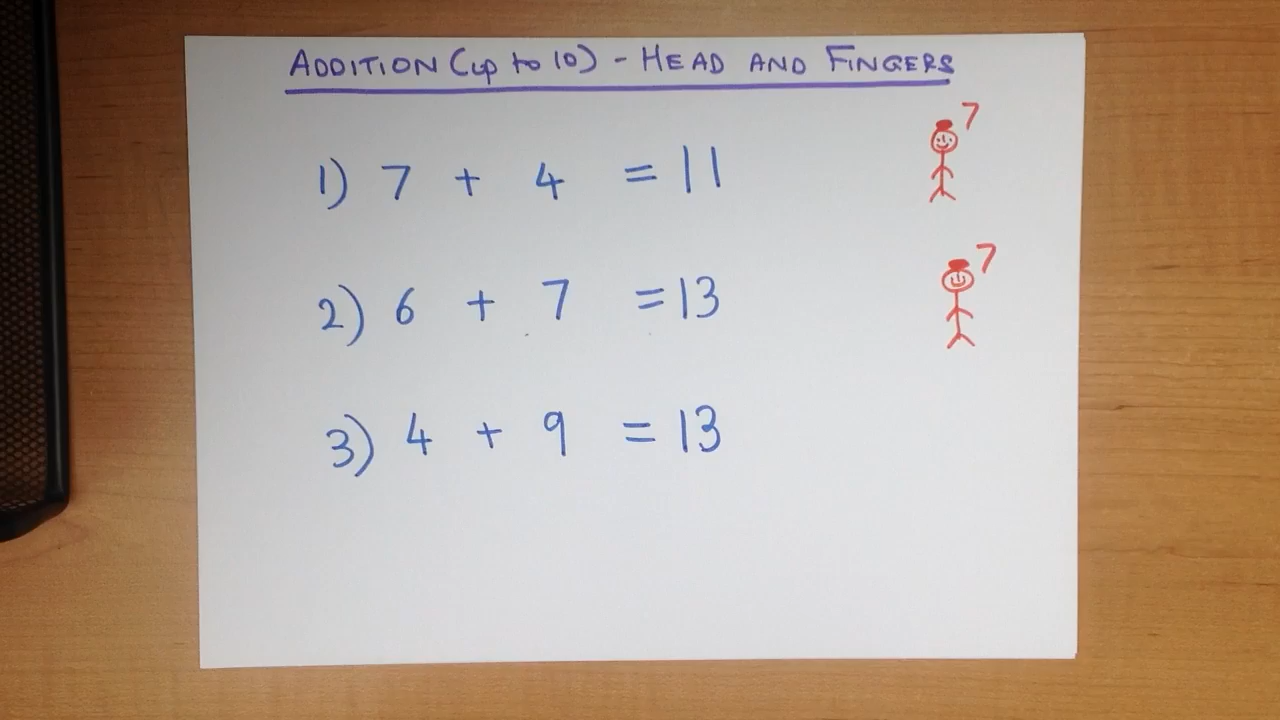 ADDITION (up to 10) - HEAD AND FINGERS
7
1) 7 + 4 = 11
7
2) 6 + 7 = 13
3) 4 + 9 = 13